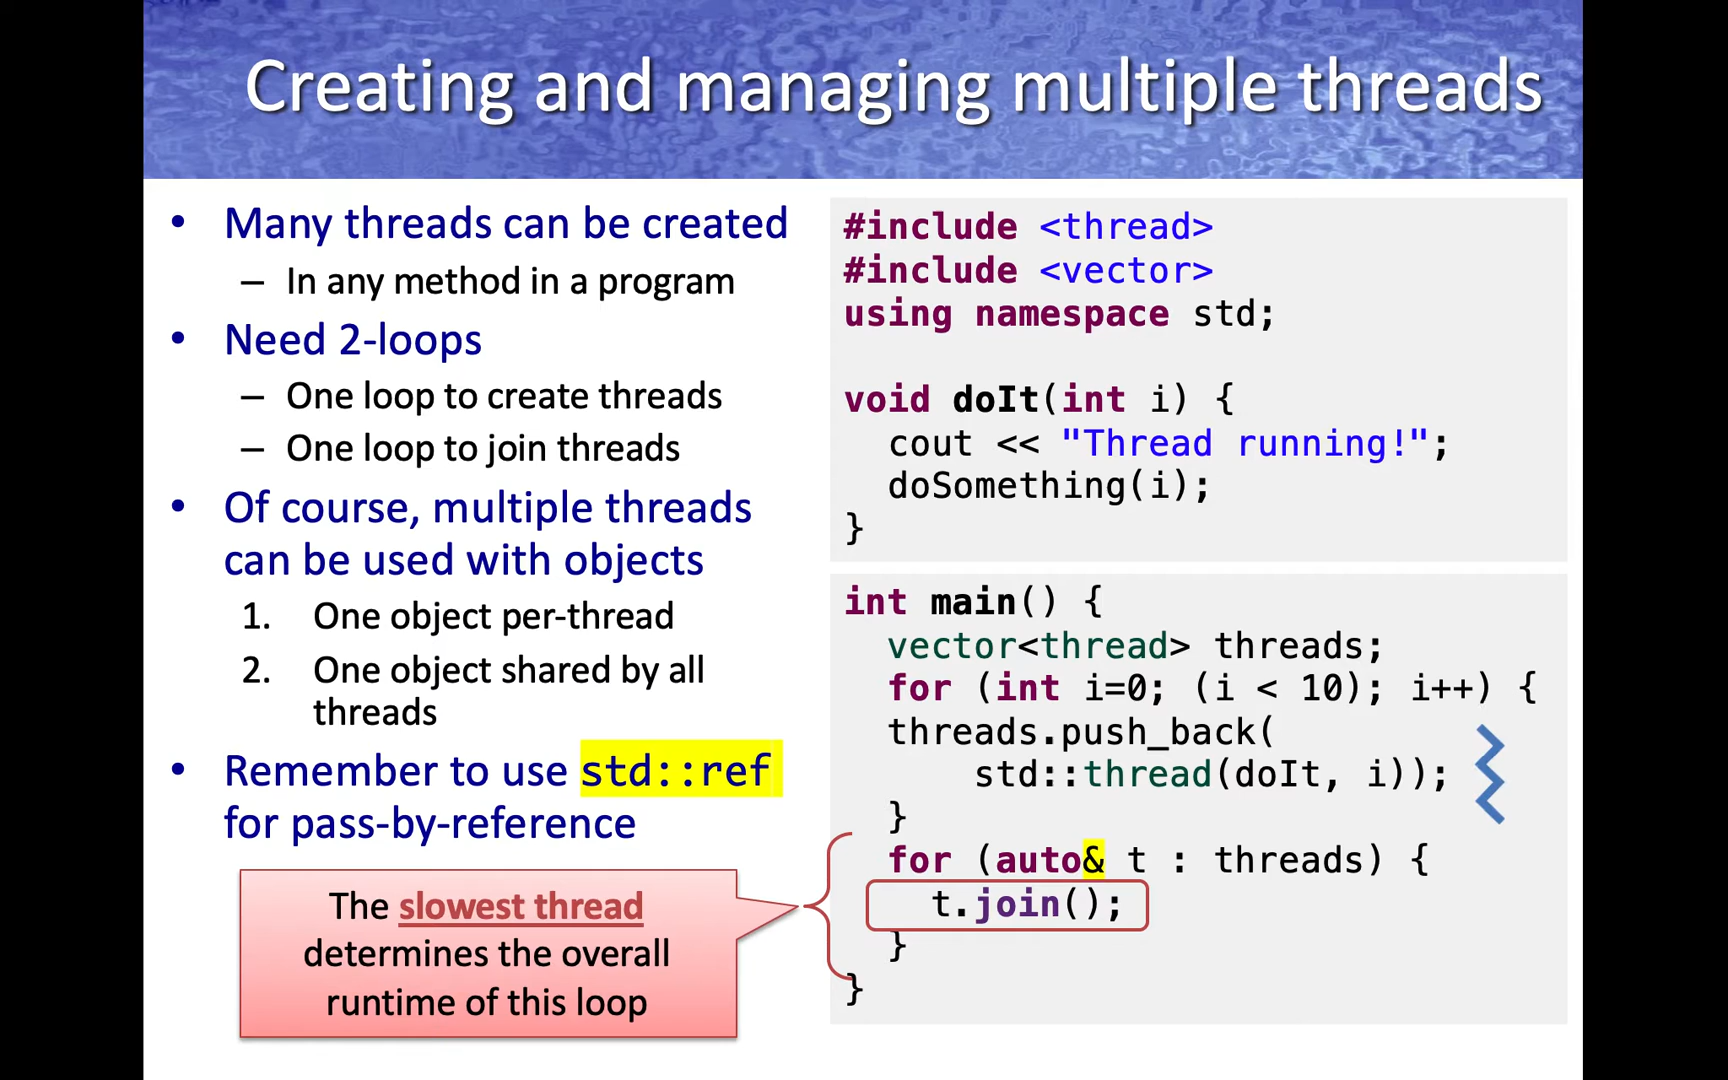 Creating and managing multiple threads
• Many threads can be created
– In any method in a program
• Need 2-loops
– One loop to create threads
– One loop to join threads
• Of course, multiple threads
can be used with objects
1. One object per-thread
2. One object shared by all
threads
• Remember to use std::ref
for pass-by-reference
The slowest thread
determines the overall
runtime of this loop
#include <thread>
#include <vector>
using namespace std;

void doIt(int i) {
  cout << "Thread running!";
  doSomething(i);
}
int main() {
  vector<thread> threads;
  for (int i=0; (i < 10); i++) {
  threads.push_back(
      std::thread(doIt, i));
  }
  for (auto& t : threads) {
    t.join();
  }
}